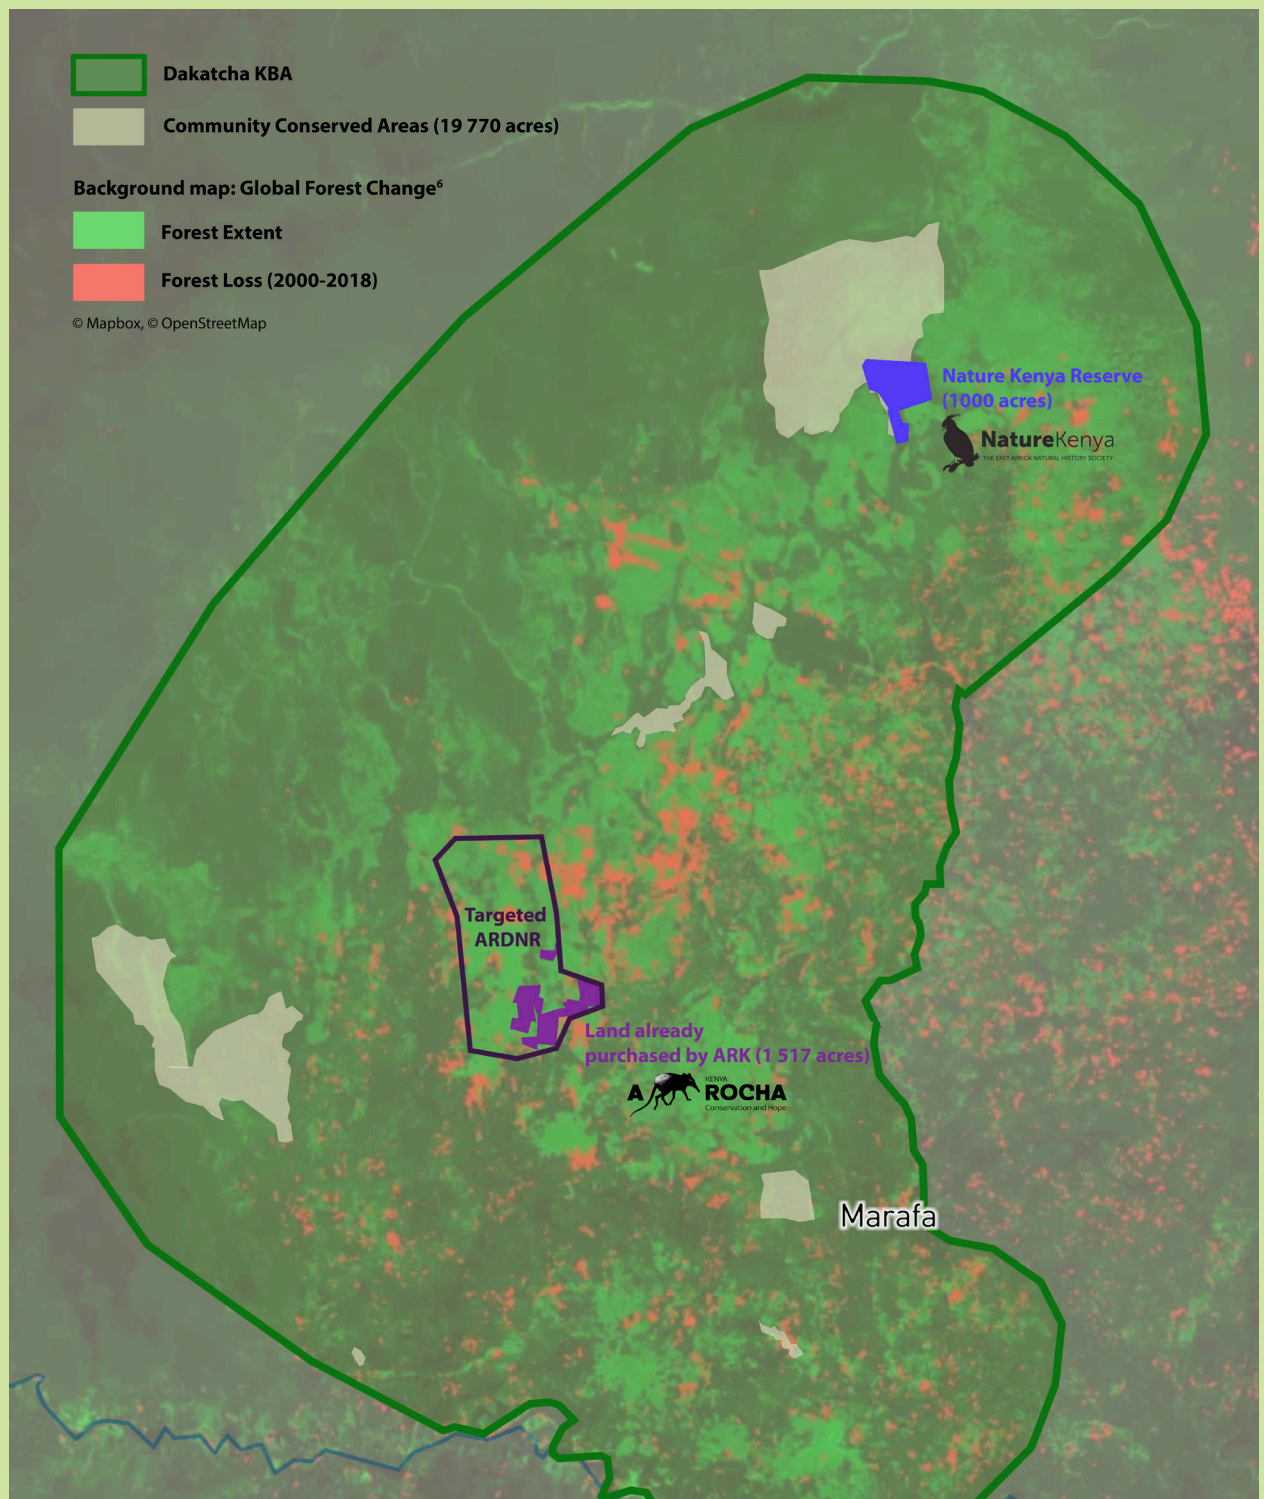 Dakatcha KBA
Community Conserved Areas (19 770 acres)
Background map: Global Forest Change⁶
Forest Extent
Forest Loss (2000-2018)
© Mapbox, © OpenStreetMap
Nature Kenya Reserve
(1000 acres)
NatureKenya
THE EAST AFRICA NATURAL HISTORY SOCIETY
Targeted
ARDNR
Land already
purchased by ARK (1 517 acres)
KENYA
A ROCHA
Conservation and Hope
Marafa